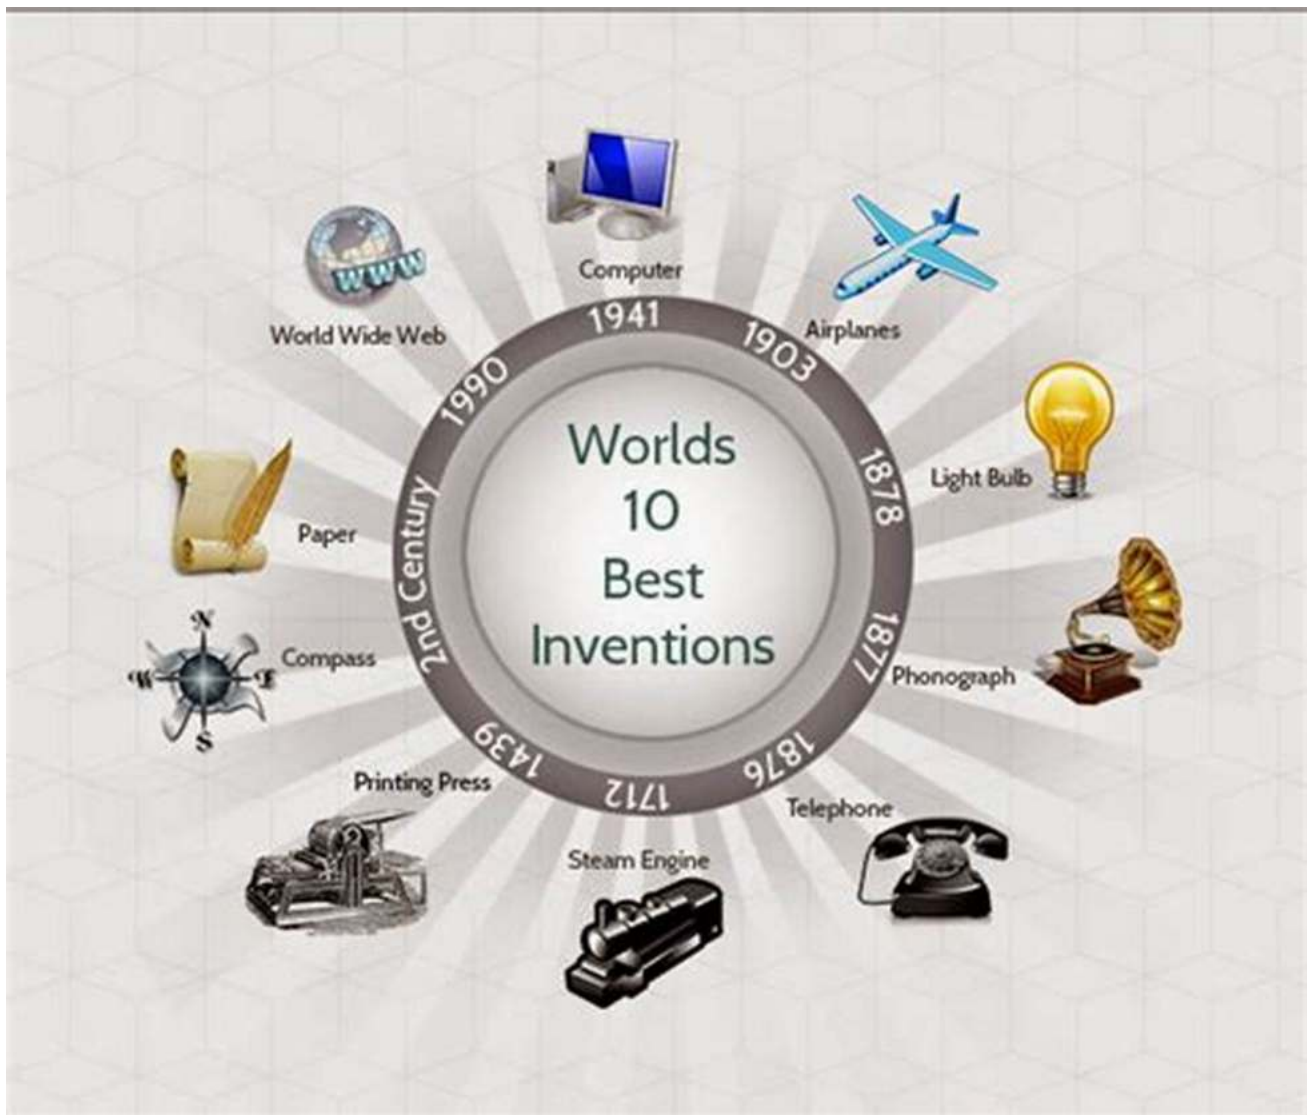 Worlds
10
Best
Inventions
Computer
1941
Airplanes
1903
Light Bulb
1878
Phonograph
1877
Telephone
1876
Steam Engine
1712
Printing Press
1439
Compass
Paper
2nd Century
World Wide Web
1990
WWW
N
W
E
S